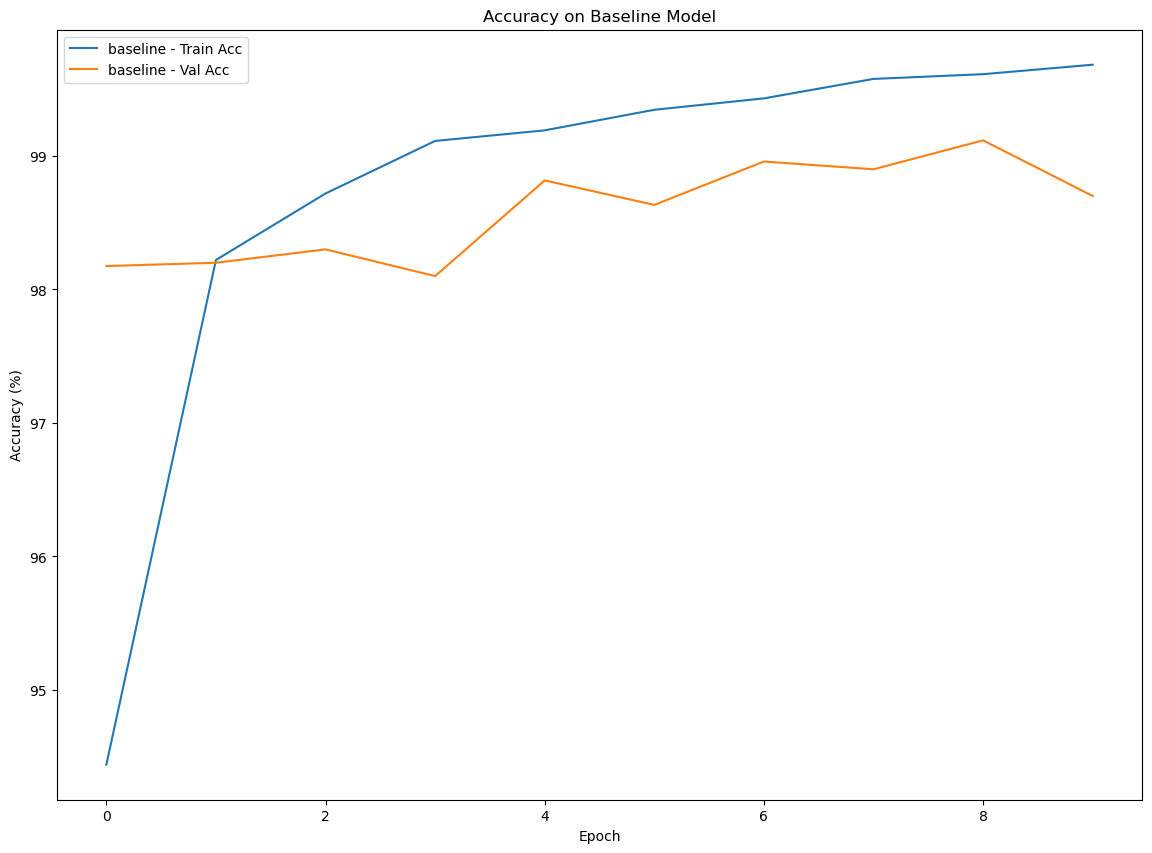 Accuracy on Baseline Model
baseline - Train Acc
baseline - Val Acc
99
98
97
96
95
Accuracy (%)
0 2 4 6 8
Epoch